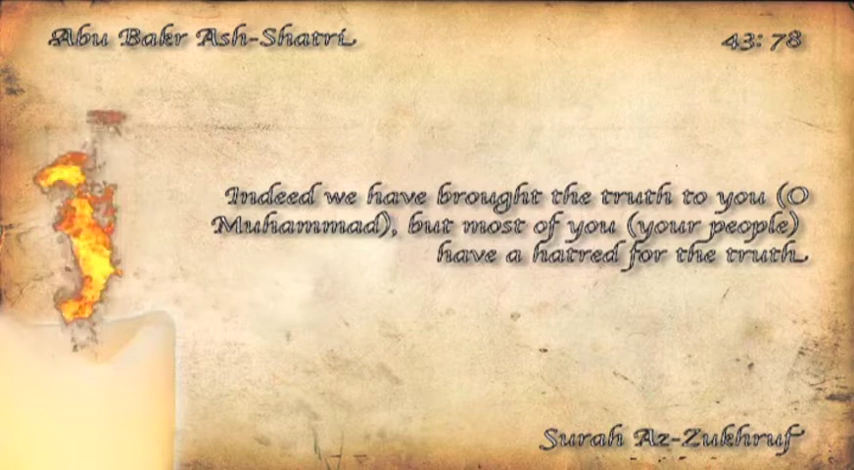 Abu Bakr Ash-Shatri
43: 78
Indeed we have brought the truth to you (O
Muhammad), but most of you (your people)
have a hatred for the truth.
Surah Az-Zukhruf